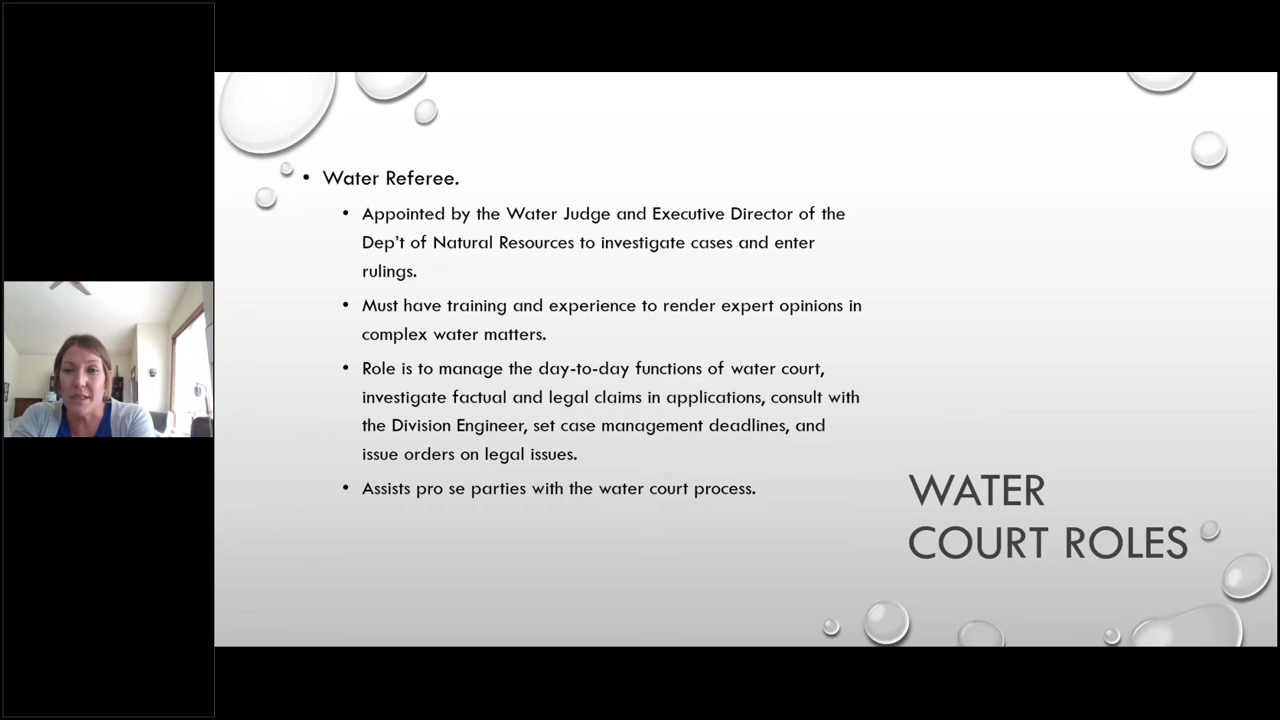 Water Referee.
Appointed by the Water Judge and Executive Director of the
Dep't of Natural Resources to investigate cases and enter
rulings.
Must have training and experience to render expert opinions in
complex water matters.
Role is to manage the day-to-day functions of water court,
investigate factual and legal claims in applications, consult with
the Division Engineer, set case management deadlines, and
issue orders on legal issues.
Assists pro se parties with the water court process.
WATER
COURT ROLES